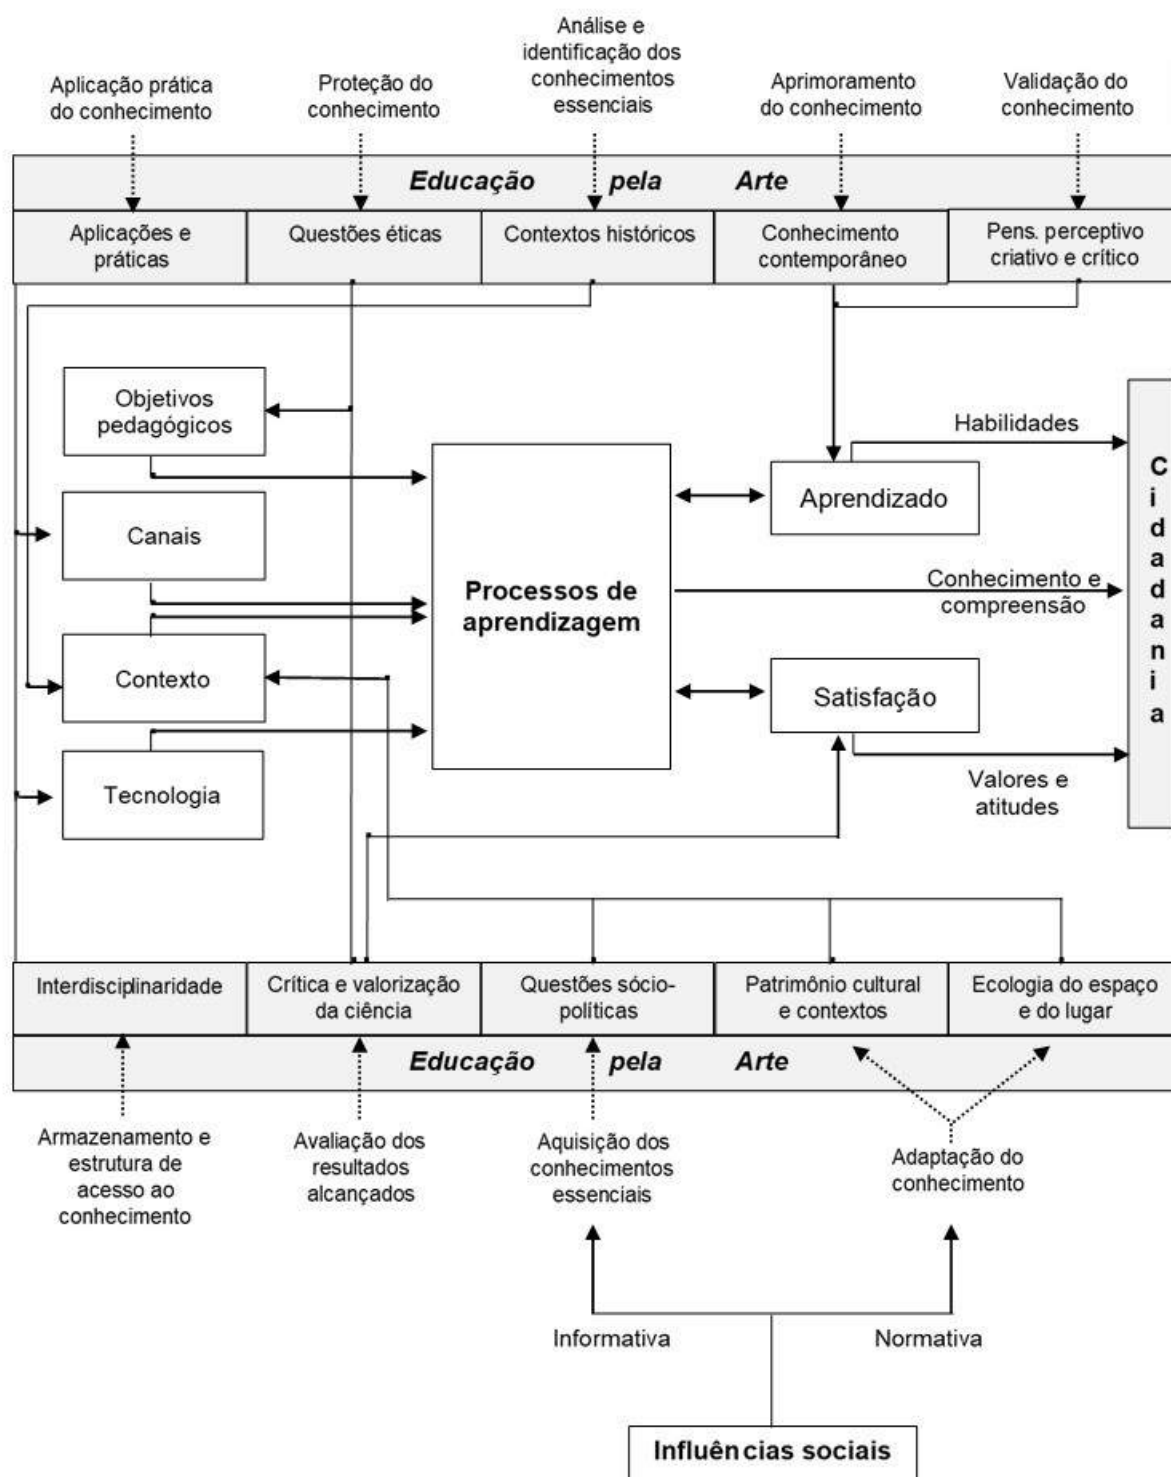 Aplicação prática
do conhecimento
Proteção do
conhecimento
Análise e
identificação dos
conhecimentos
essenciais
Aprimoramento
do conhecimento
Validação do
conhecimento
Educação pela Arte
Aplicações e
práticas
Questões éticas
Contextos históricos
Conhecimento
contemporâneo
Pens. perceptivo
criativo e crítico
Objetivos
pedagógicos
Canais
Contexto
Tecnologia
Processos de
aprendizagem
Habilidades
Aprendizado
Conhecimento e
compreensão
Satisfação
Valores e
atitudes
Cidadania
Interdisciplinaridade
Crítica e valorização
da ciência
Questões sócio-
políticas
Patrimônio cultural
e contextos
Ecologia do espaço
e do lugar
Educação pela Arte
Armazenamento e
estrutura de
acesso ao
conhecimento
Avaliação dos
resultados
alcançados
Aquisição dos
conhecimentos
essenciais
Adaptação do
conhecimento
Informativa
Normativa
Influências sociais